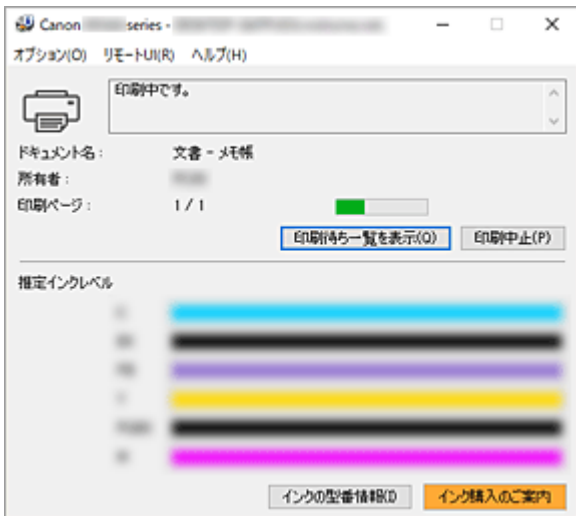 Canon series -
オプション(O) リモートUI(R) ヘルプ(H)
印刷中です。
ドキュメント名: 文書 - メモ帳
所有者:
印刷ページ: 1 / 1
印刷待ち一覧を表示(Q) 印刷中止(P)
推定インクレベル
インクの型番情報(I) インク購入のご案内